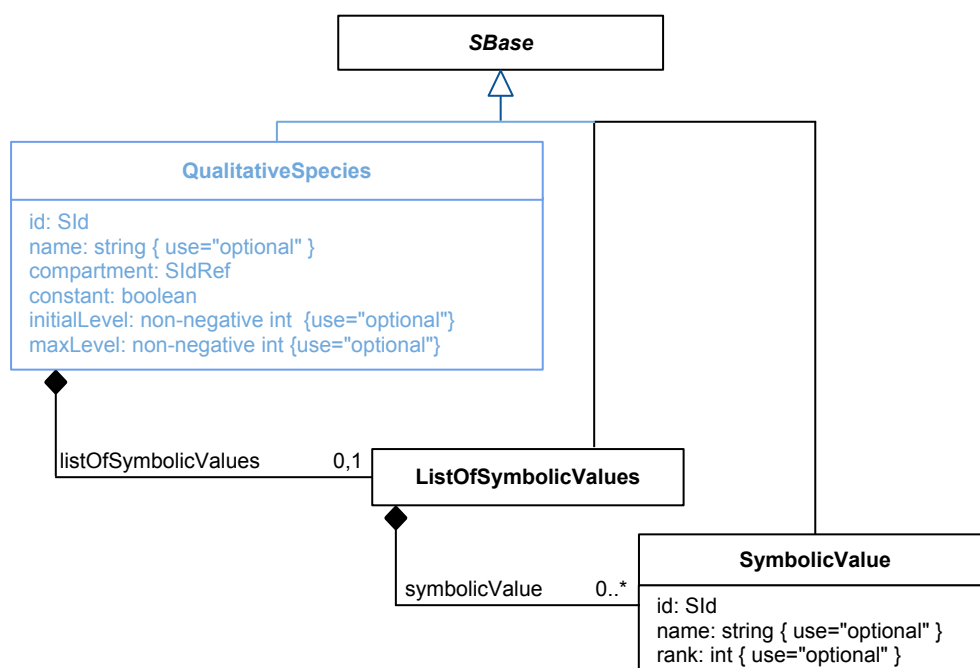 SBase
QualitativeSpecies
id: SId
name: string { use="optional" }
compartment: SIdRef
constant: boolean
initialLevel: non-negative int  {use="optional"}
maxLevel: non-negative int {use="optional"}
listOfSymbolicValues 0,1
ListOfSymbolicValues
symbolicValue 0..*
SymbolicValue
id: SId
name: string { use="optional" }
rank: int { use="optional" }